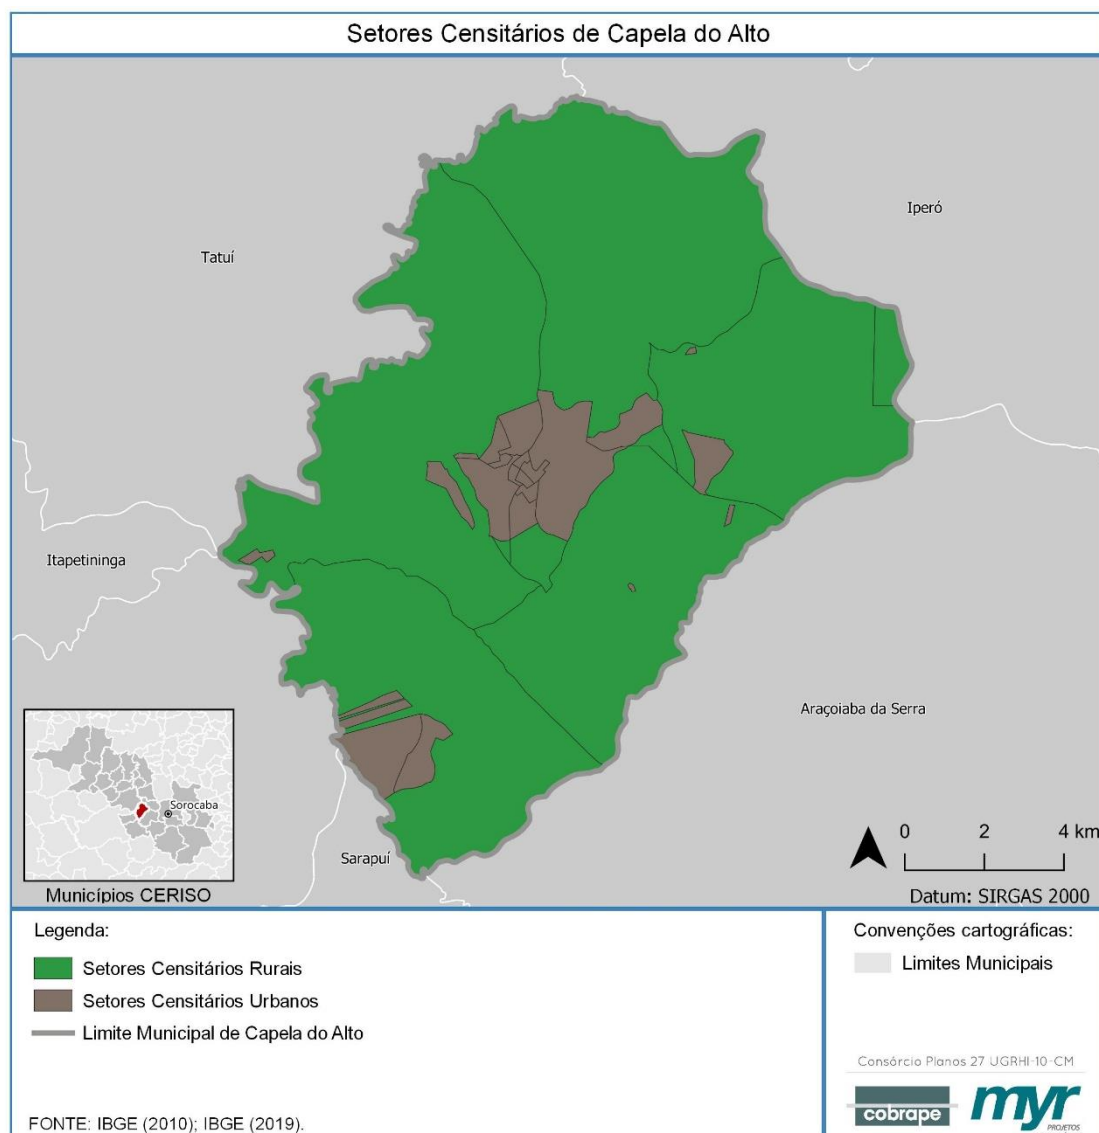 Setores Censitários de Capela do Alto
Iperó
Tatuí
Itapetininga
Araçoiaba da Serra
Sorocaba
Sarapuí
Municípios CERISO
0 2 4 km
Datum: SIRGAS 2000
Legenda:
Setores Censitários Rurais
Setores Censitários Urbanos
Limite Municipal de Capela do Alto
FONTE: IBGE (2010); IBGE (2019).
Convenções cartográficas:
Limites Municipais
Consórcio Planos 27 UGRHI-10-CM
cobrape
myr
PROJETOS